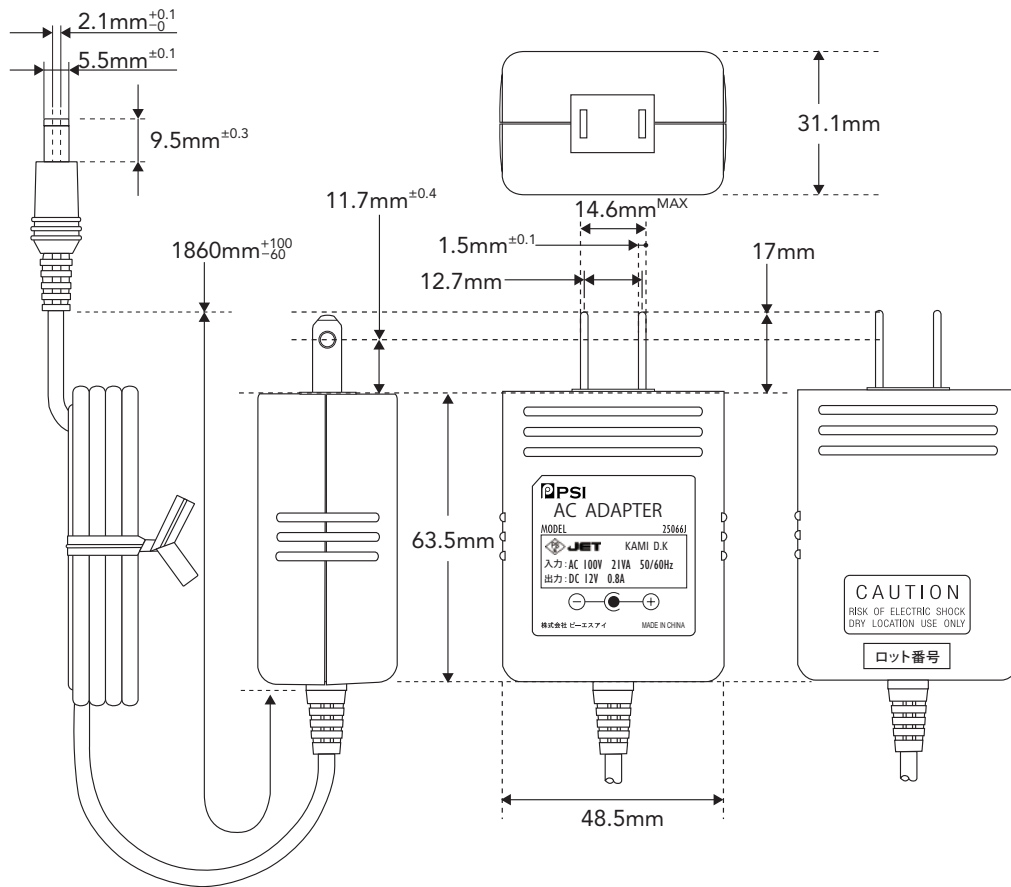 2.1mm +0.1 −0
5.5mm ±0.1
9.5mm ±0.3
31.1mm
11.7mm ±0.4
14.6mm MAX
1860mm +100 −60
1.5mm ±0.1
17mm
12.7mm
63.5mm
PSI
AC ADAPTER
MODEL 25066J
PS E JET KAMI D.K
入力:AC 100V 21VA 50/60Hz
出力:DC 12V 0.8A
− +
株式会社 ピーエスアイ MADE IN CHINA
CAUTION
RISK OF ELECTRIC SHOCK
DRY LOCATION USE ONLY
ロット番号
48.5mm